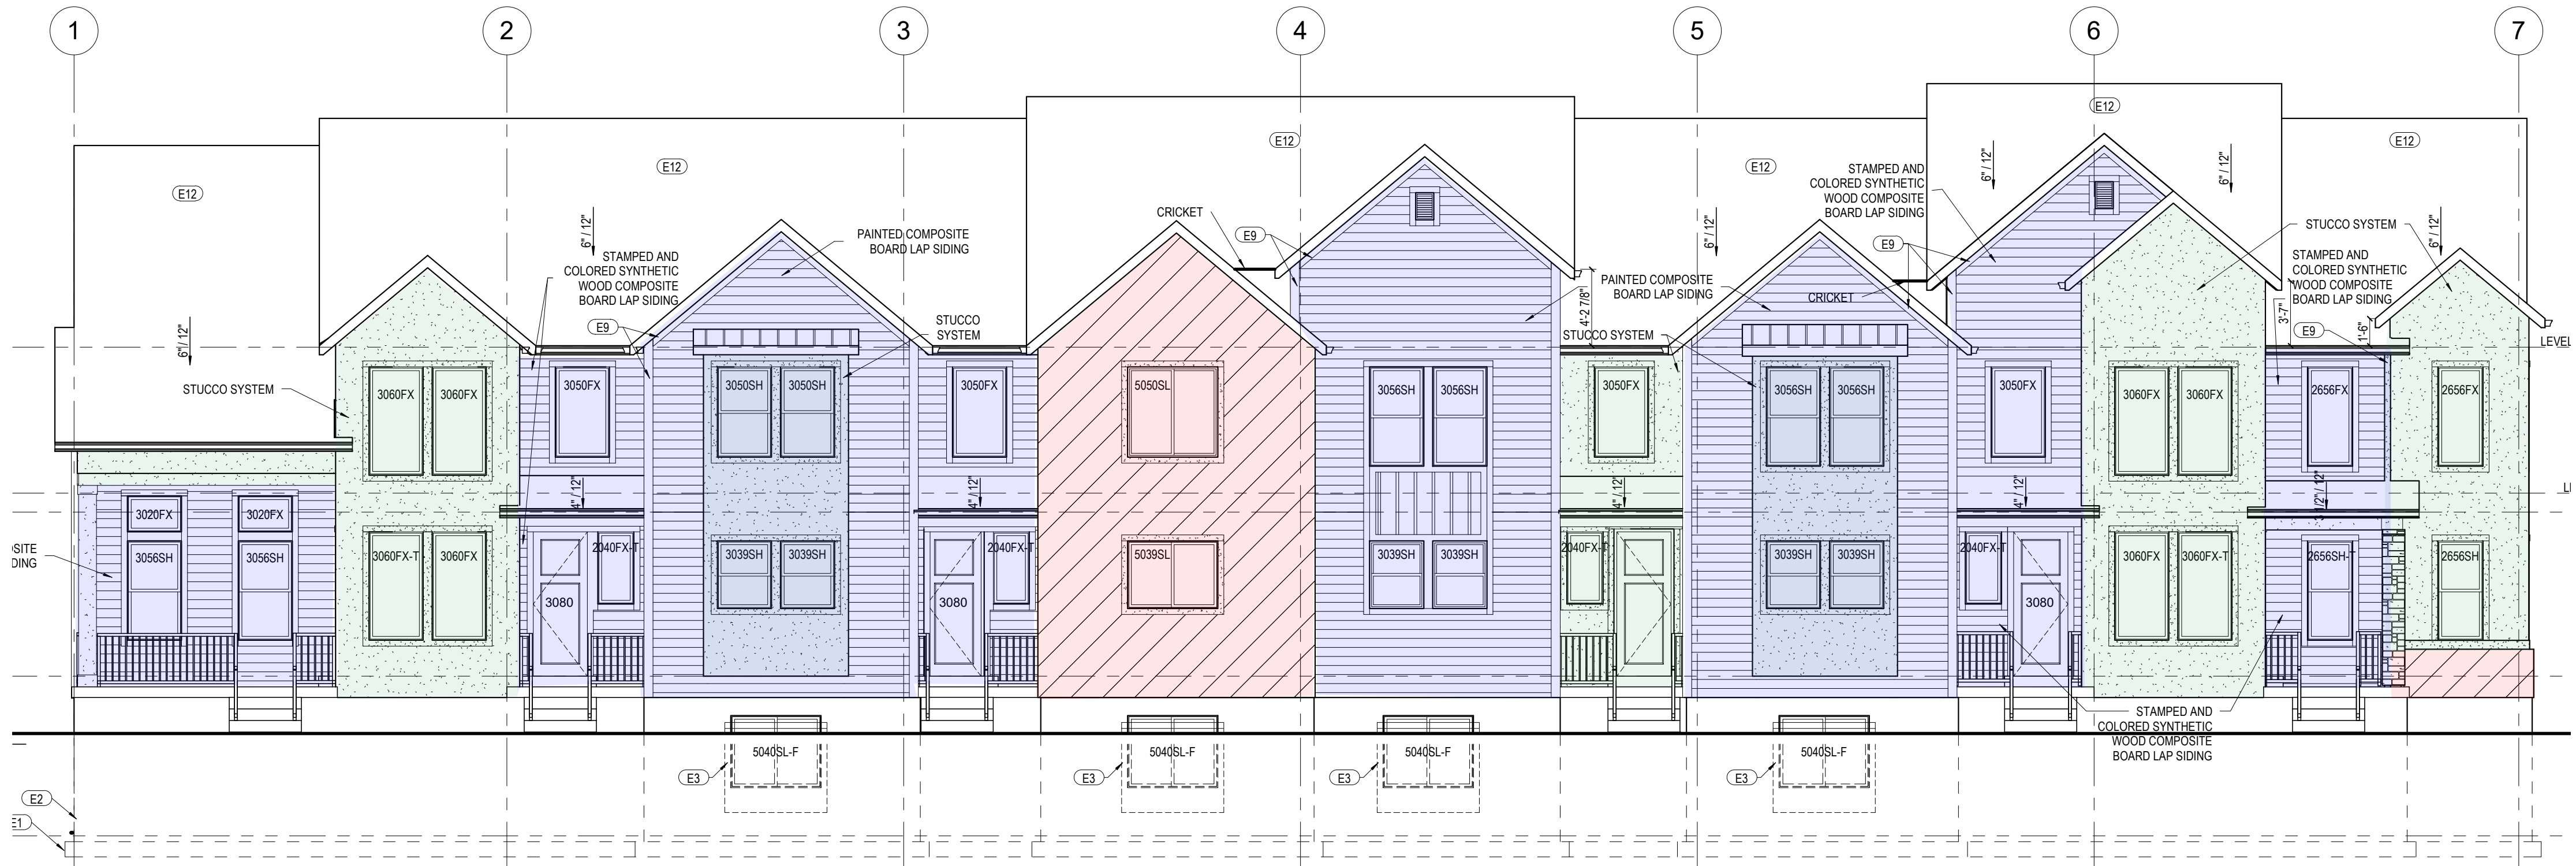 1
2
3
4
5
6
7
E12
E12
E12
E12
E12
E12
6" / 12"
6" / 12"
6" / 12"
6" / 12"
6" / 12"
6" / 12"
STAMPED AND
COLORED SYNTHETIC
WOOD COMPOSITE
BOARD LAP SIDING
PAINTED COMPOSITE
BOARD LAP SIDING
CRICKET
E9
STAMPED AND
COLORED SYNTHETIC
WOOD COMPOSITE
BOARD LAP SIDING
E9
STUCCO SYSTEM
STAMPED AND
COLORED SYNTHETIC
WOOD COMPOSITE
BOARD LAP SIDING
E9
STUCCO
SYSTEM
4'-2 7/8"
PAINTED COMPOSITE
BOARD LAP SIDING
CRICKET
STUCCO SYSTEM
3'-7"
1'-6"
E9
LEVEL
STUCCO SYSTEM
3060FX
3060FX
3050FX
3050SH
3050SH
3050FX
5050SL
3056SH
3056SH
3050FX
3056SH
3056SH
3050FX
3060FX
3060FX
2656FX
2656FX
4" / 12"
4" / 12"
4" / 12"
4" / 12"
3020FX
3020FX
3056SH
3056SH
3060FX-T
3060FX
2040FX-T
3039SH
3039SH
2040FX-T
5039SL
3039SH
3039SH
2040FX-T
3039SH
3039SH
2040FX-T
3060FX
3060FX-T
2656SH-T
2656SH
3080
3080
3080
STAMPED AND
COLORED SYNTHETIC
WOOD COMPOSITE
BOARD LAP SIDING
5040SL-F
5040SL-F
5040SL-F
5040SL-F
E3
E3
E3
E3
E2
E1